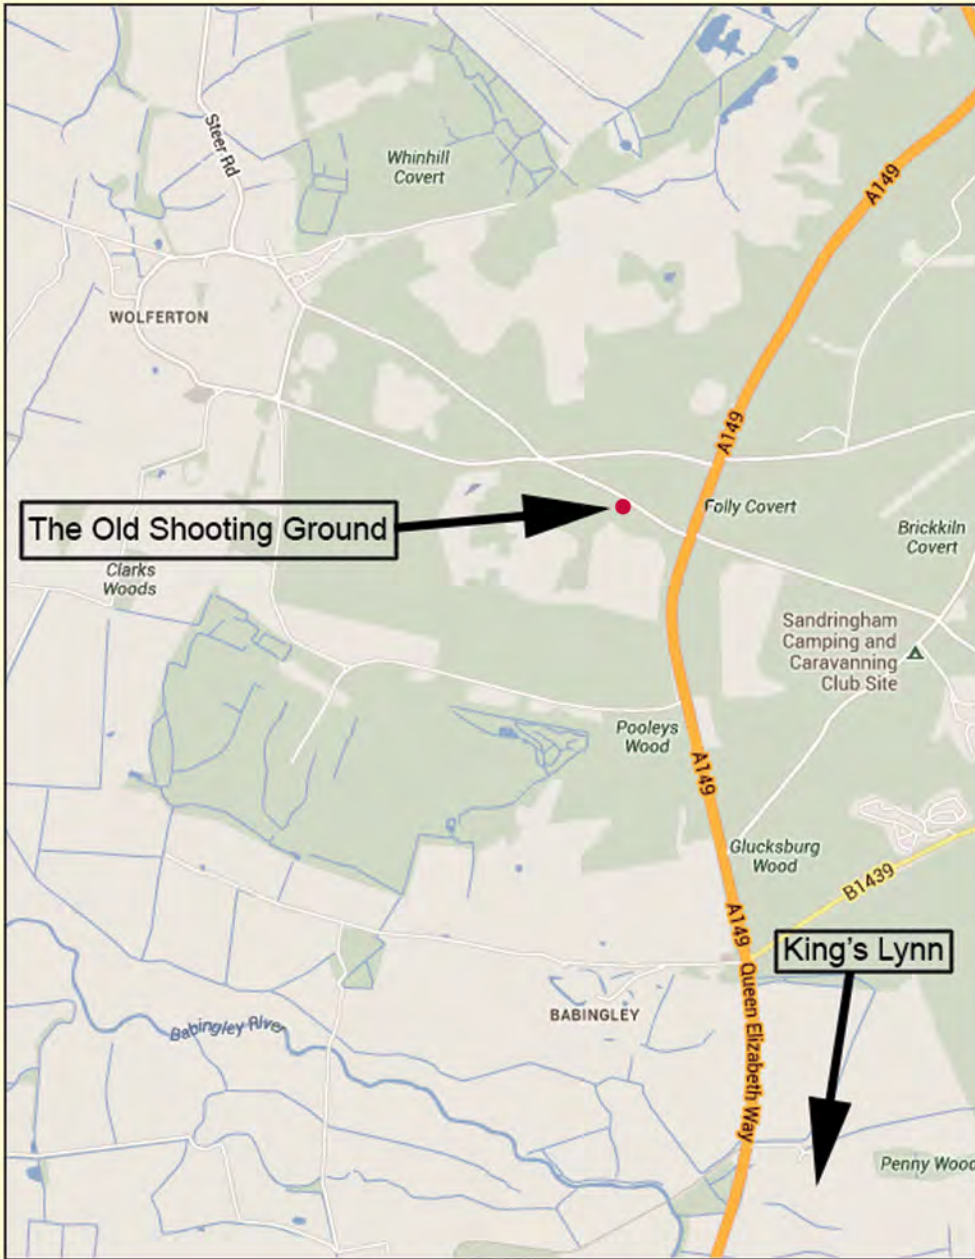 Steer Rd
Whinhill
Covert
A149
WOLFERTON
A149
The Old Shooting Ground
Folly Covert
Brickkiln
Covert
Clarks
Woods
Sandringham
Camping and
Caravanning
Club Site
Pooleys
Wood
A149
Glucksburg
Wood
B1439
A149
King's Lynn
Queen Elizabeth Way
BABINGLEY
Babingley River
Penny Wood